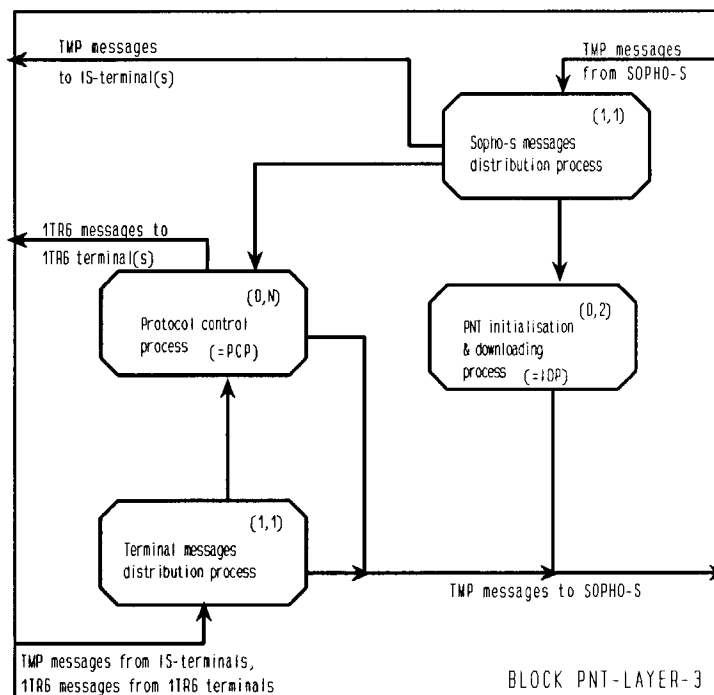 TMP messages
to IS-terminal(s)
TMP messages
from SOPHO-S
(1,1)
Sopho-s messages
distribution process
1TR6 messages to
1TR6 terminal(s)
(0,N)
Protocol control
process
(=PCP)
(0,2)
PNT initialisation
& downloading
process
(=IDP)
(1,1)
Terminal messages
distribution process
TMP messages to SOPHO-S
TMP messages from IS-terminals,
1TR6 messages from 1TR6 terminals
BLOCK PNT-LAYER-3